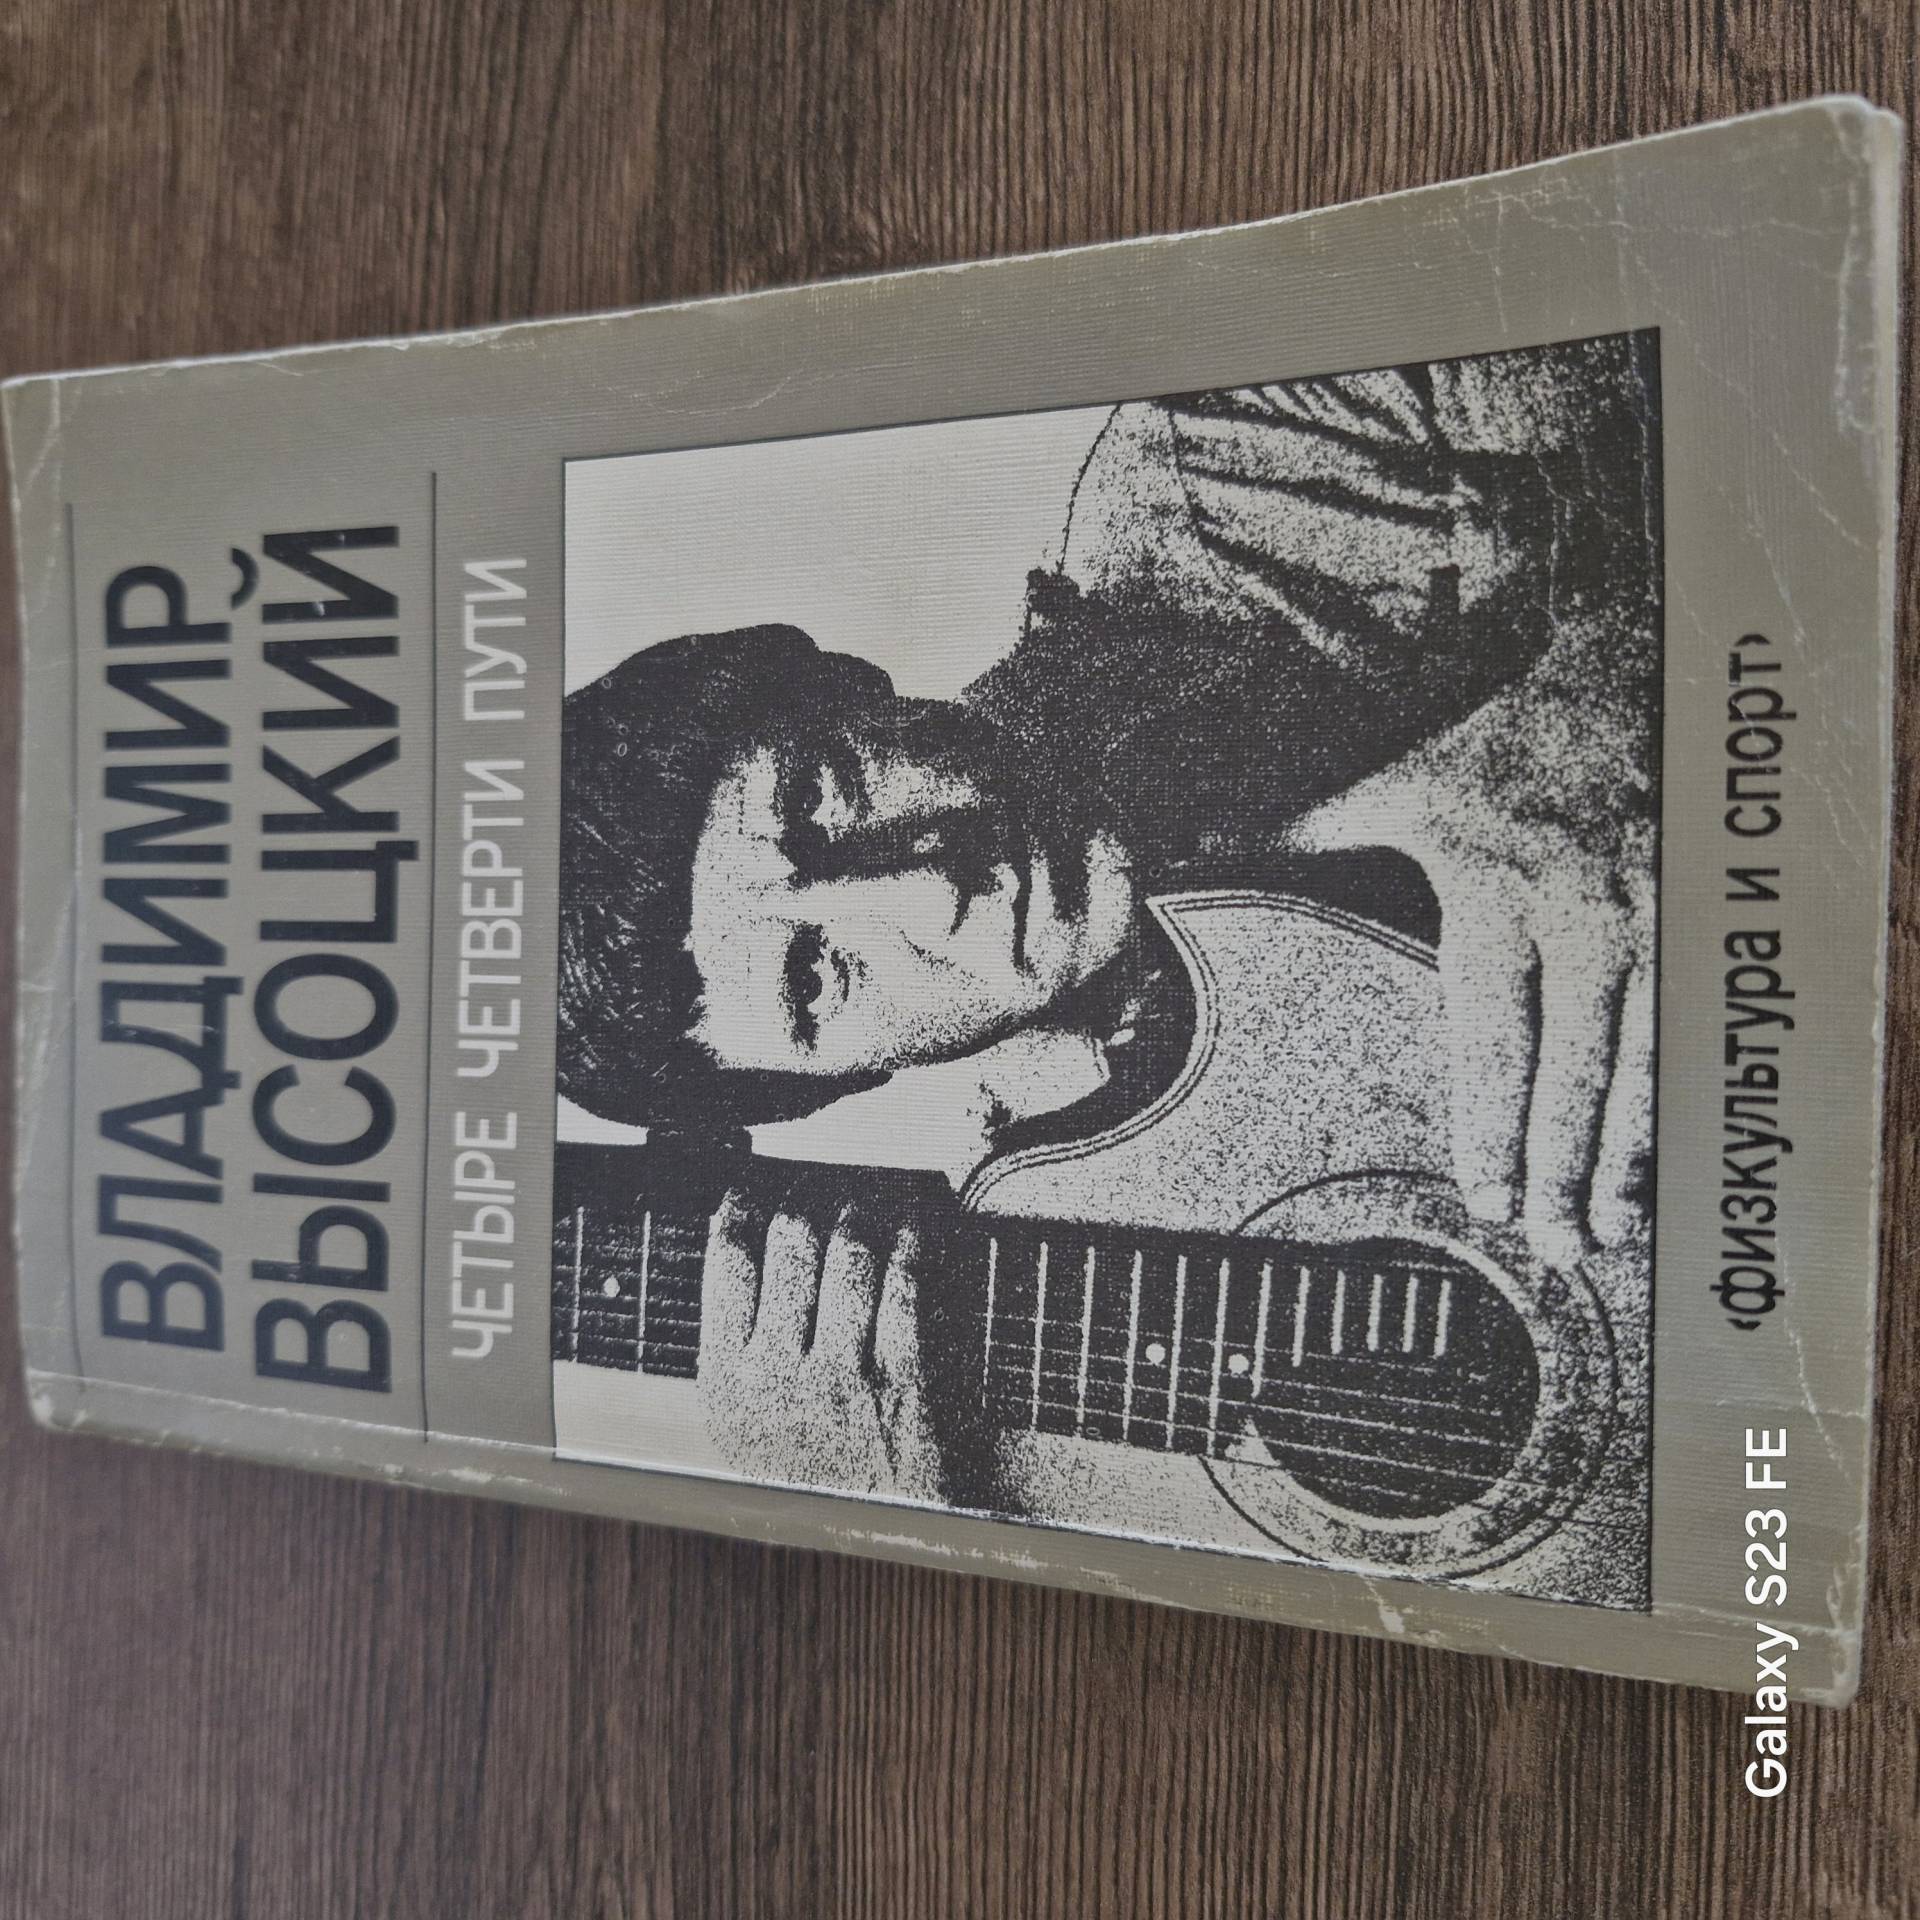 ВЛАДИМИР
ВЫСОЦКИЙ
ЧЕТЫРЕ ЧЕТВЕРТИ ПУТИ
‹физкультура и спорт›
Galaxy S23 FE